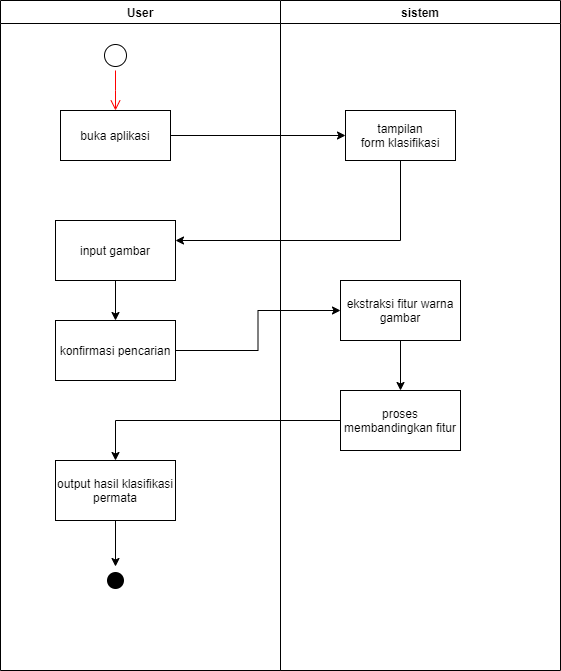 User
sistem
buka aplikasi
tampilan
form klasifikasi
input gambar
konfirmasi pencarian
ekstraksi fitur warna
gambar
proses
membandingkan fitur
output hasil klasifikasi
permata